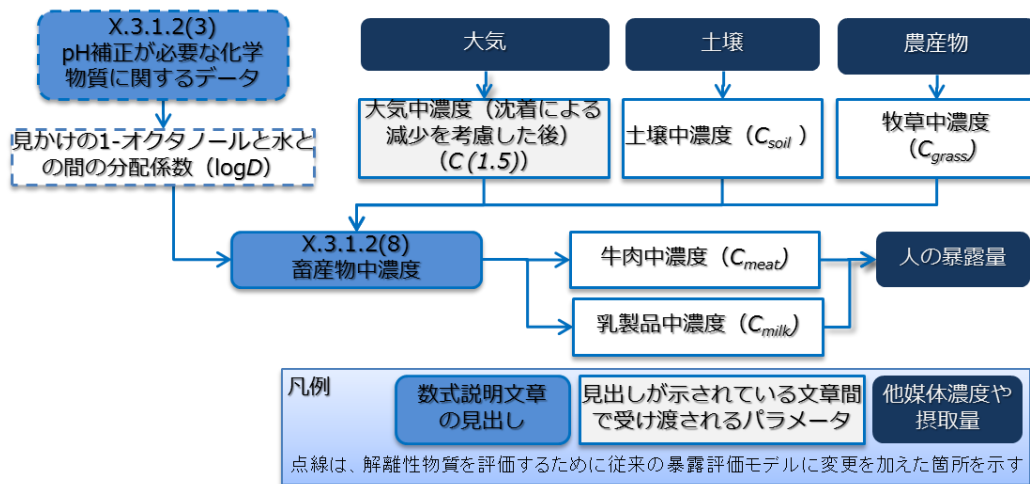 X.3.1.2(3)
pH補正が必要な化学
物質に関するデータ
見かけの1-オクタノールと水と
の間の分配係数（logD）
大気
大気中濃度（沈着による
減少を考慮した後）
（C (1.5)）
土壌
土壌中濃度（Csoil ）
農産物
牧草中濃度
（Cgrass）
X.3.1.2(8)
畜産物中濃度
牛肉中濃度（Cmeat）
乳製品中濃度（Cmilk）
人の暴露量
凡例
数式説明文章
の見出し
見出しが示されている文章間
で受け渡されるパラメータ
他媒体濃度や
摂取量
点線は、解離性物質を評価するために従来の暴露評価モデルに変更を加えた箇所を示す